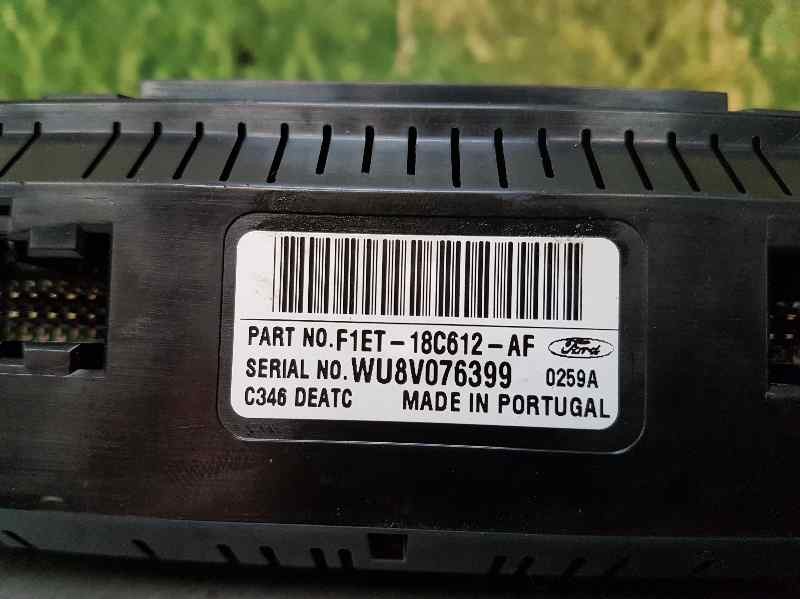 PART NO.F1ET-18C612-AF Ford
SERIAL NO.WU8V076399 0259A
C346 DEATC MADE IN PORTUGAL